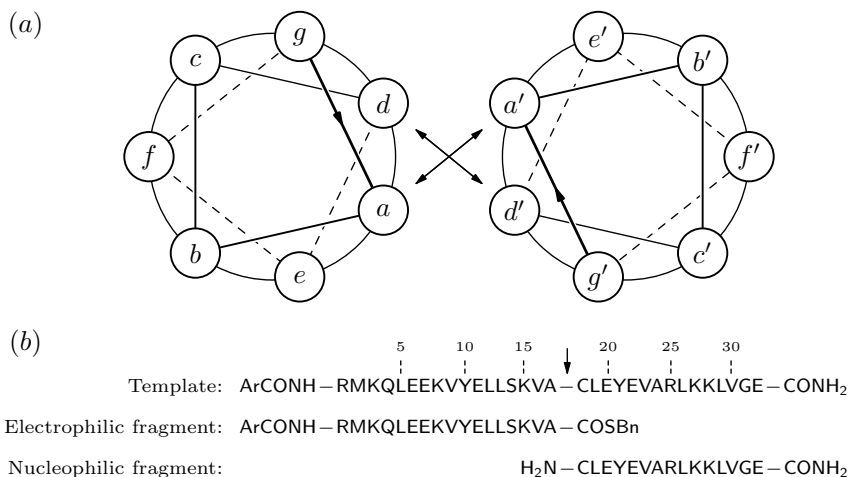 (a)
g e′
c b′
d a′
f f′
a d′
b c′
e g′
(b)
5 10 15 20 25 30
Template: ArCONH–RMKQLEEKVYELLSKVA–CLEYEVARLKKLVGE–CONH₂
Electrophilic fragment: ArCONH–RMKQLEEKVYELLSKVA–COSBn
Nucleophilic fragment: H₂N–CLEYEVARLKKLVGE–CONH₂